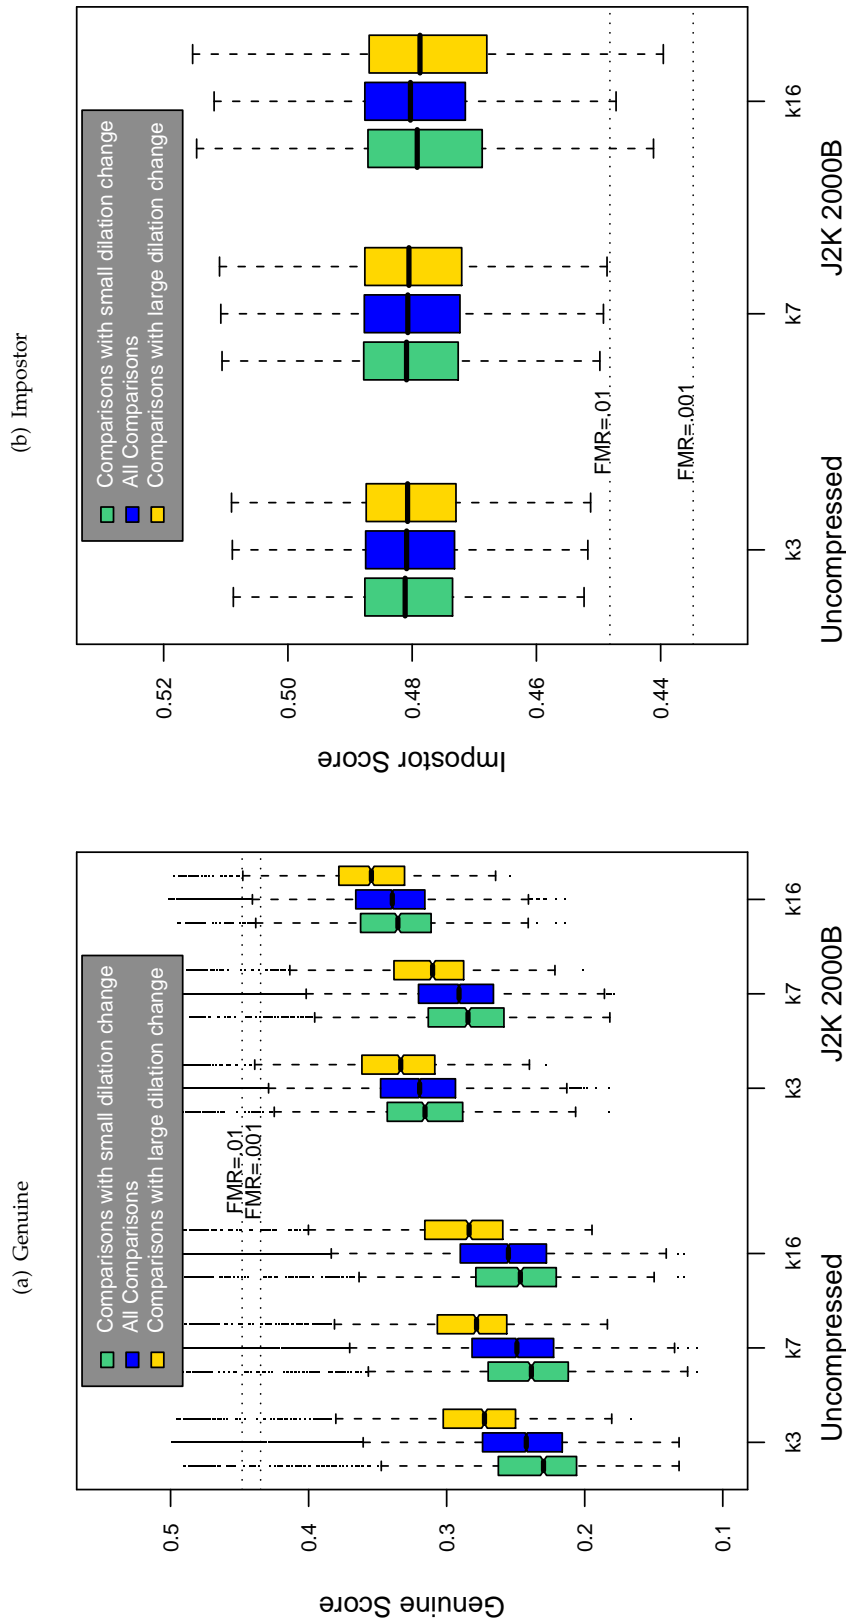 (a) Genuine
Comparisons with small dilation change
All Comparisons
Comparisons with large dilation change
FMR=.01
FMR=.001
Genuine Score
0.5
0.4
0.3
0.2
0.1
k3
k7
k16
k3
k7
k16
Uncompressed
J2K 2000B
(b) Impostor
Comparisons with small dilation change
All Comparisons
Comparisons with large dilation change
FMR=.01
FMR=.001
Impostor Score
0.52
0.50
0.48
0.46
0.44
k3
k7
k16
Uncompressed
J2K 2000B